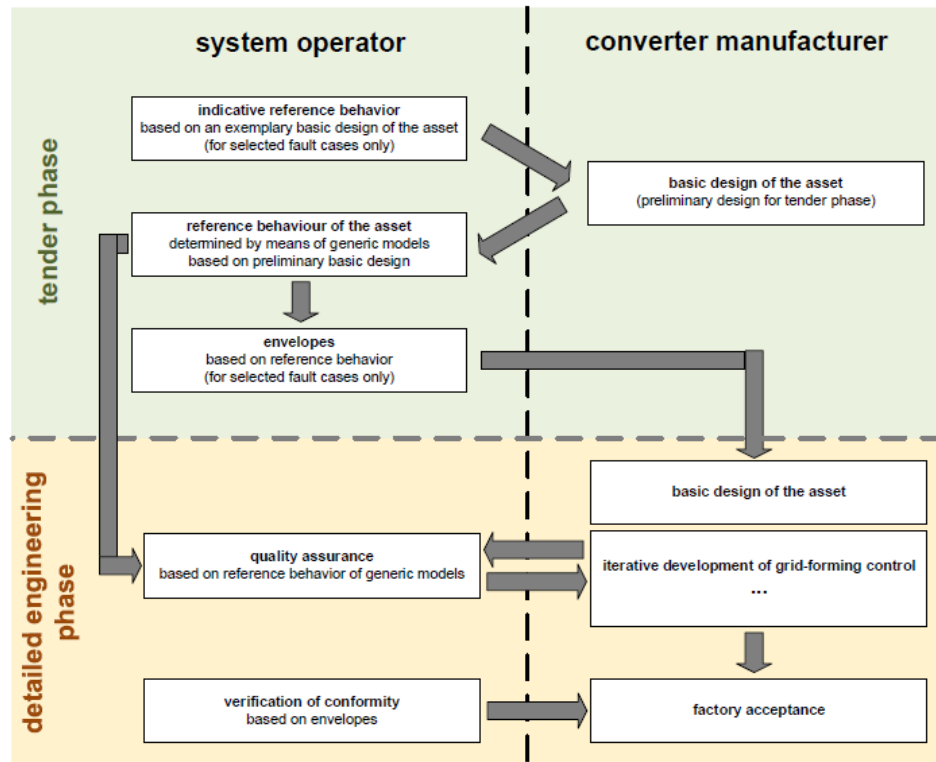 system operator
converter manufacturer
tender phase
indicative reference behavior
based on an exemplary basic design of the asset
(for selected fault cases only)
basic design of the asset
(preliminary design for tender phase)
reference behaviour of the asset
determined by means of generic models
based on preliminary basic design
envelopes
based on reference behavior
(for selected fault cases only)
detailed engineering
phase
basic design of the asset
quality assurance
based on reference behavior of generic models
iterative development of grid-forming control
...
verification of conformity
based on envelopes
factory acceptance